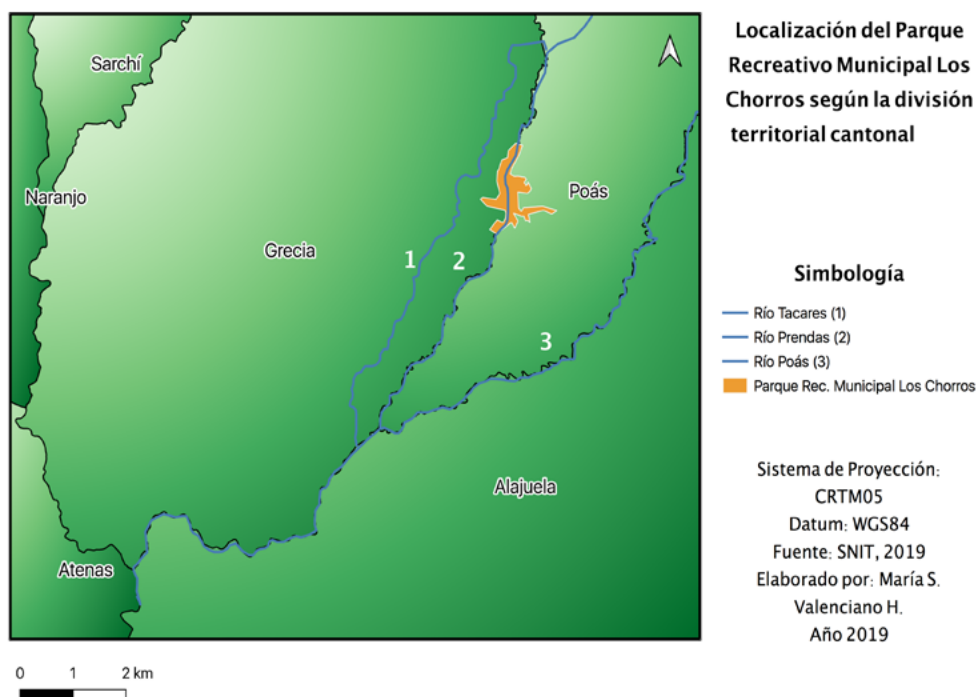 Localización del Parque
Recreativo Municipal Los
Chorros según la división
territorial cantonal
Sarchí
Naranjo
Poás
Grecia
1
2
3
Alajuela
Atenas
0 1 2 km
Simbología
Río Tacares (1)
Río Prendas (2)
Río Poás (3)
Parque Rec. Municipal Los Chorros
Sistema de Proyección:
CRTM05
Datum: WGS84
Fuente: SNIT, 2019
Elaborado por: María S.
Valenciano H.
Año 2019